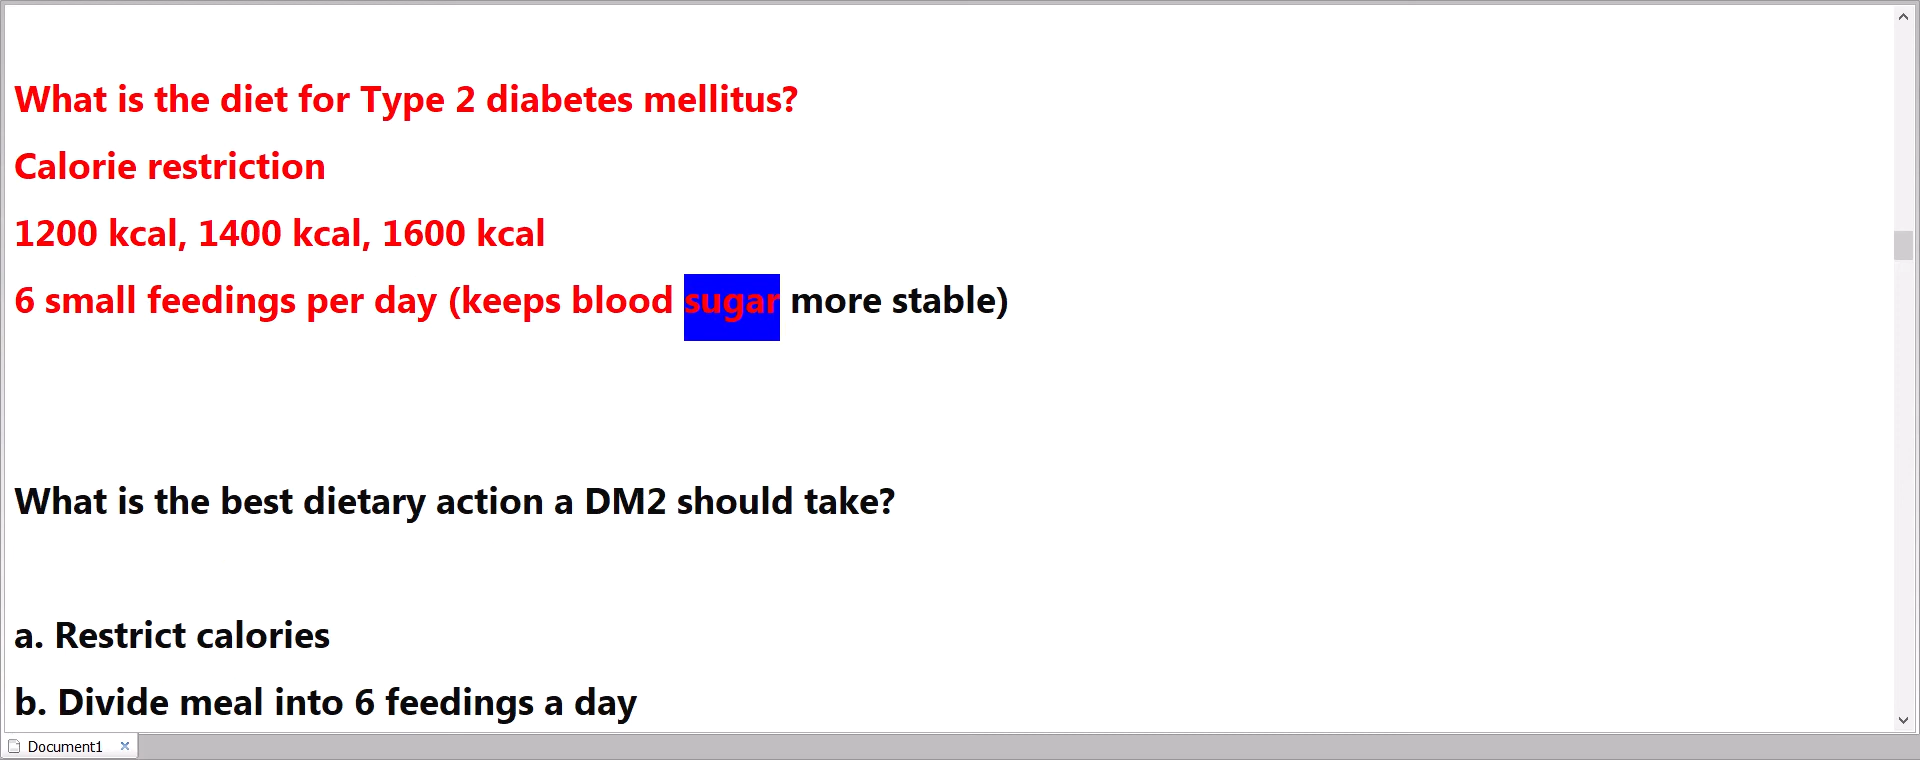 What is the diet for Type 2 diabetes mellitus?
Calorie restriction
1200 kcal, 1400 kcal, 1600 kcal
6 small feedings per day (keeps blood sugar more stable)
What is the best dietary action a DM2 should take?
a. Restrict calories
b. Divide meal into 6 feedings a day
Document1